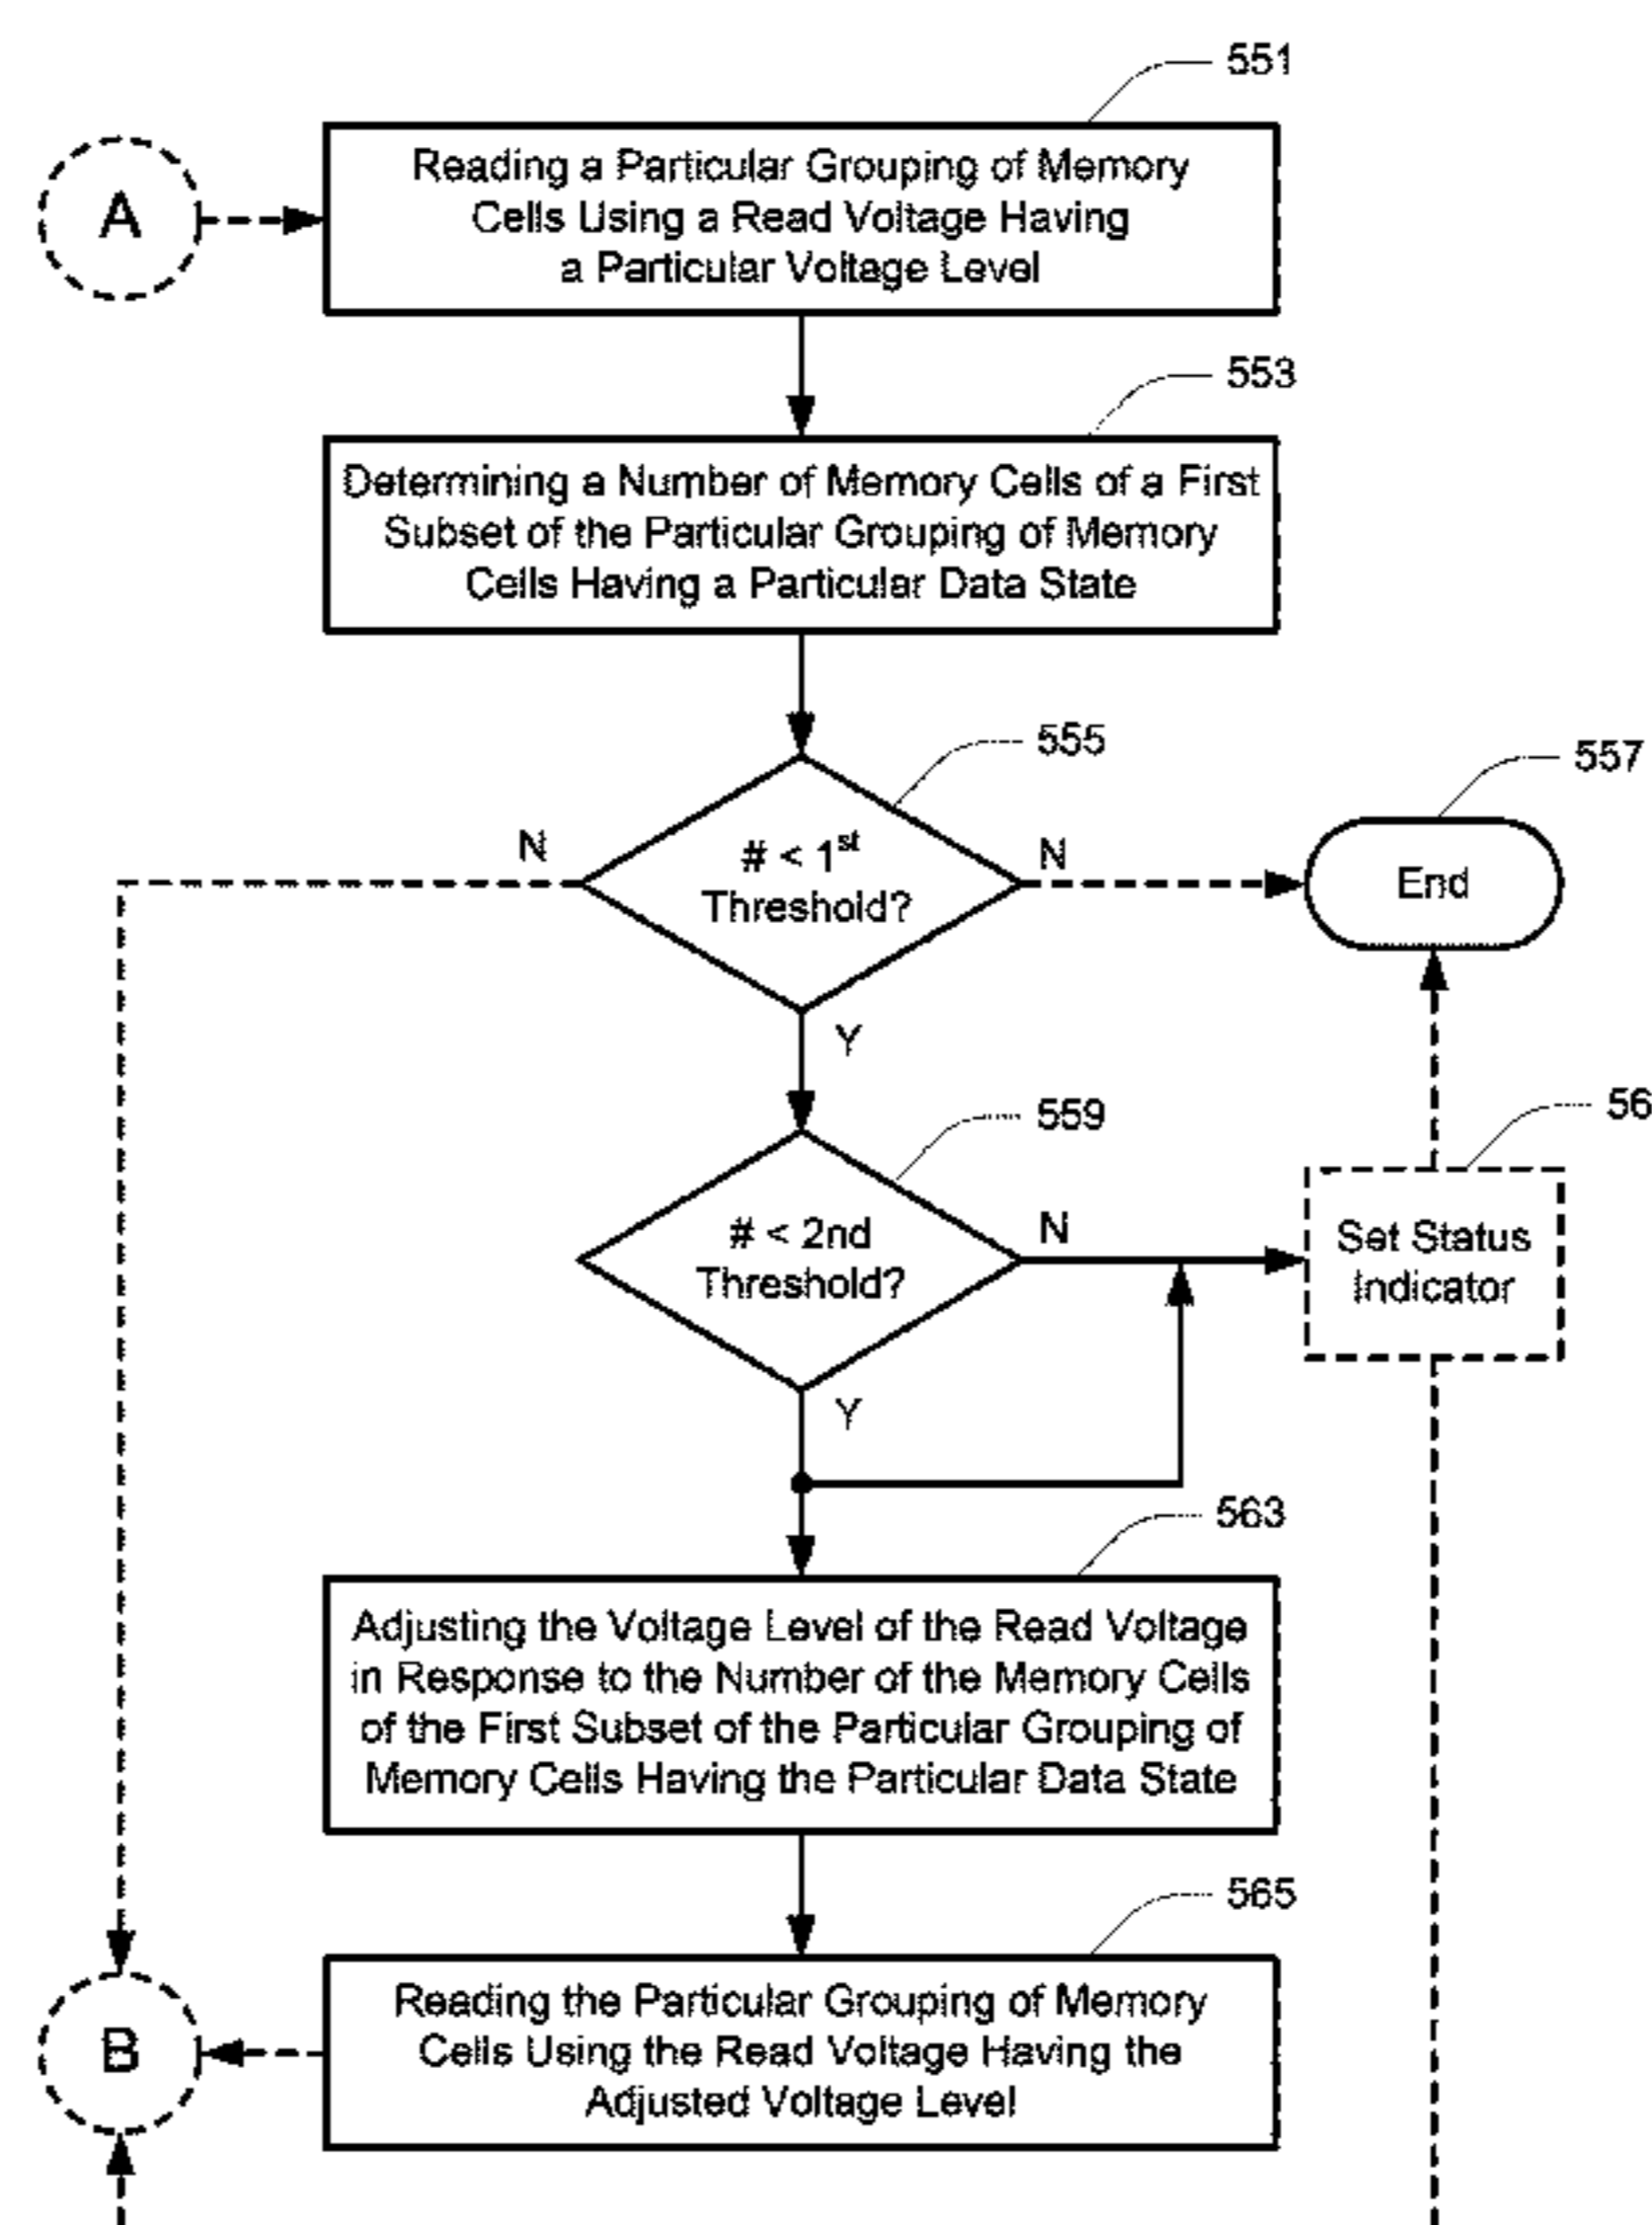 551
A
Reading a Particular Grouping of Memory
Cells Using a Read Voltage Having
a Particular Voltage Level
553
Determining a Number of Memory Cells of a First
Subset of the Particular Grouping of Memory
Cells Having a Particular Data State
555
557
N
# < 1st
Threshold?
N
End
Y
559
56
# < 2nd
Threshold?
N
Set Status
Indicator
Y
563
Adjusting the Voltage Level of the Read Voltage
in Response to the Number of the Memory Cells
of the First Subset of the Particular Grouping of
Memory Cells Having the Particular Data State
565
B
Reading the Particular Grouping of Memory
Cells Using the Read Voltage Having the
Adjusted Voltage Level